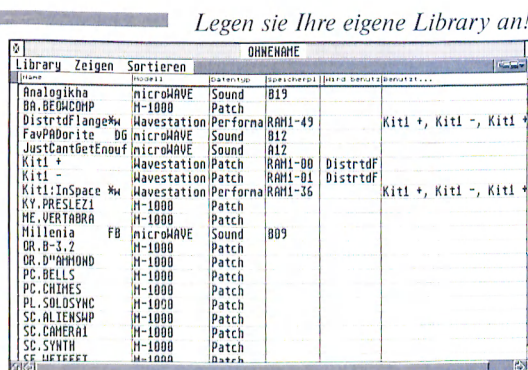 Legen sie Ihre eigene Library an!
OHNENAME
Library Zeigen Sortieren
Name Modell Datentyp Speicherpl Wird benutz Benutzt...
Analogikha microWAVE Sound B19
BA.BEOWCOMP M-1000 Patch
DistrtdFlange*w Wavestation Performa RAM1-49 Kit1 +, Kit1 -, Kit1 +
FavPADorite DG microWAVE Sound B12
JustCantGetEnouf microWAVE Sound A12
Kit1 + Wavestation Patch RAM1-00 DistrtdF
Kit1 - Wavestation Patch RAM1-01 DistrtdF
Kit1:InSpace *w Wavestation Performa RAM1-36 Kit1 +, Kit1 -, Kit1 +
KY.PRESLEZ1 M-1000 Patch
ME.VERTABRA M-1000 Patch
Millenia FB microWAVE Sound B09
OR.B-3.2 M-1000 Patch
OR.D"AMMOND M-1000 Patch
PC.BELLS M-1000 Patch
PC.CHIMES M-1000 Patch
PL.SOLOSYNC M-1000 Patch
SC.ALIENSWP M-1000 Patch
SC.CAMERA1 M-1000 Patch
SC.SYNTH M-1000 Patch
M-1000 Patch